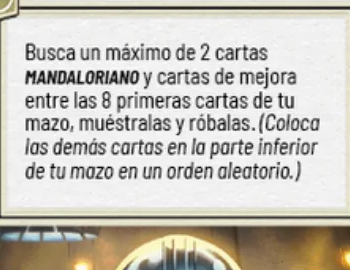 Busca un máximo de 2 cartas
MANDALORIANO y cartas de mejora
entre las 8 primeras cartas de tu
mazo, muéstralas y róbalas. (Coloca
las demás cartas en la parte inferior
de tu mazo en un orden aleatorio.)